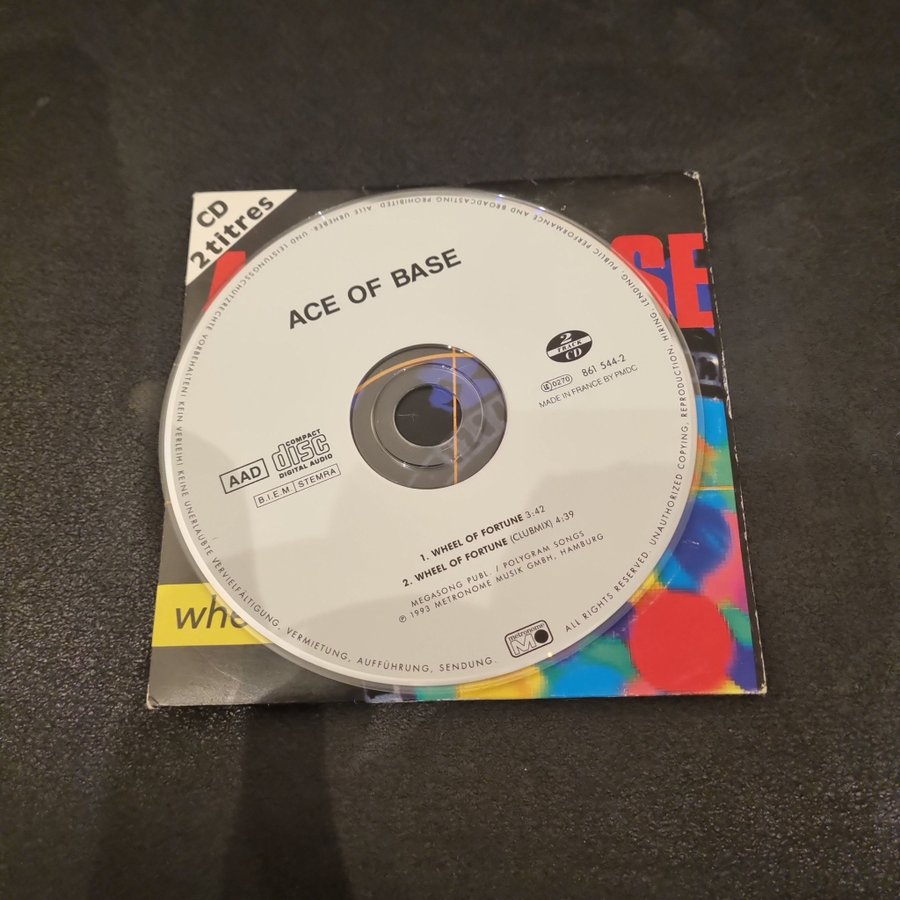 CD
2 titres
A
SE
ACE OF BASE
2
TRACK
CD
LC 0270 861 544-2
MADE IN FRANCE BY PMDC
AAD
COMPACT
disc
DIGITAL AUDIO
B.I.E.M. STEMRA
1. WHEEL OF FORTUNE 3:42
2. WHEEL OF FORTUNE (CLUBMIX) 4:39
MEGASONG PUBL. / POLYGRAM SONGS
℗ 1993 METRONOME MUSIK GMBH, HAMBURG
metronome
M
ALL RIGHTS RESERVED. UNAUTHORIZED COPYING, REPRODUCTION, HIRING, LENDING, PUBLIC PERFORMANCE AND BROADCASTING PROHIBITED. ALLE URHEBER- UND LEISTUNGSSCHUTZRECHTE VORBEHALTEN! KEIN VERLEIH! KEINE UNERLAUBTE VERVIELFÄLTIGUNG, VERMIETUNG, AUFFÜHRUNG, SENDUNG.
whe